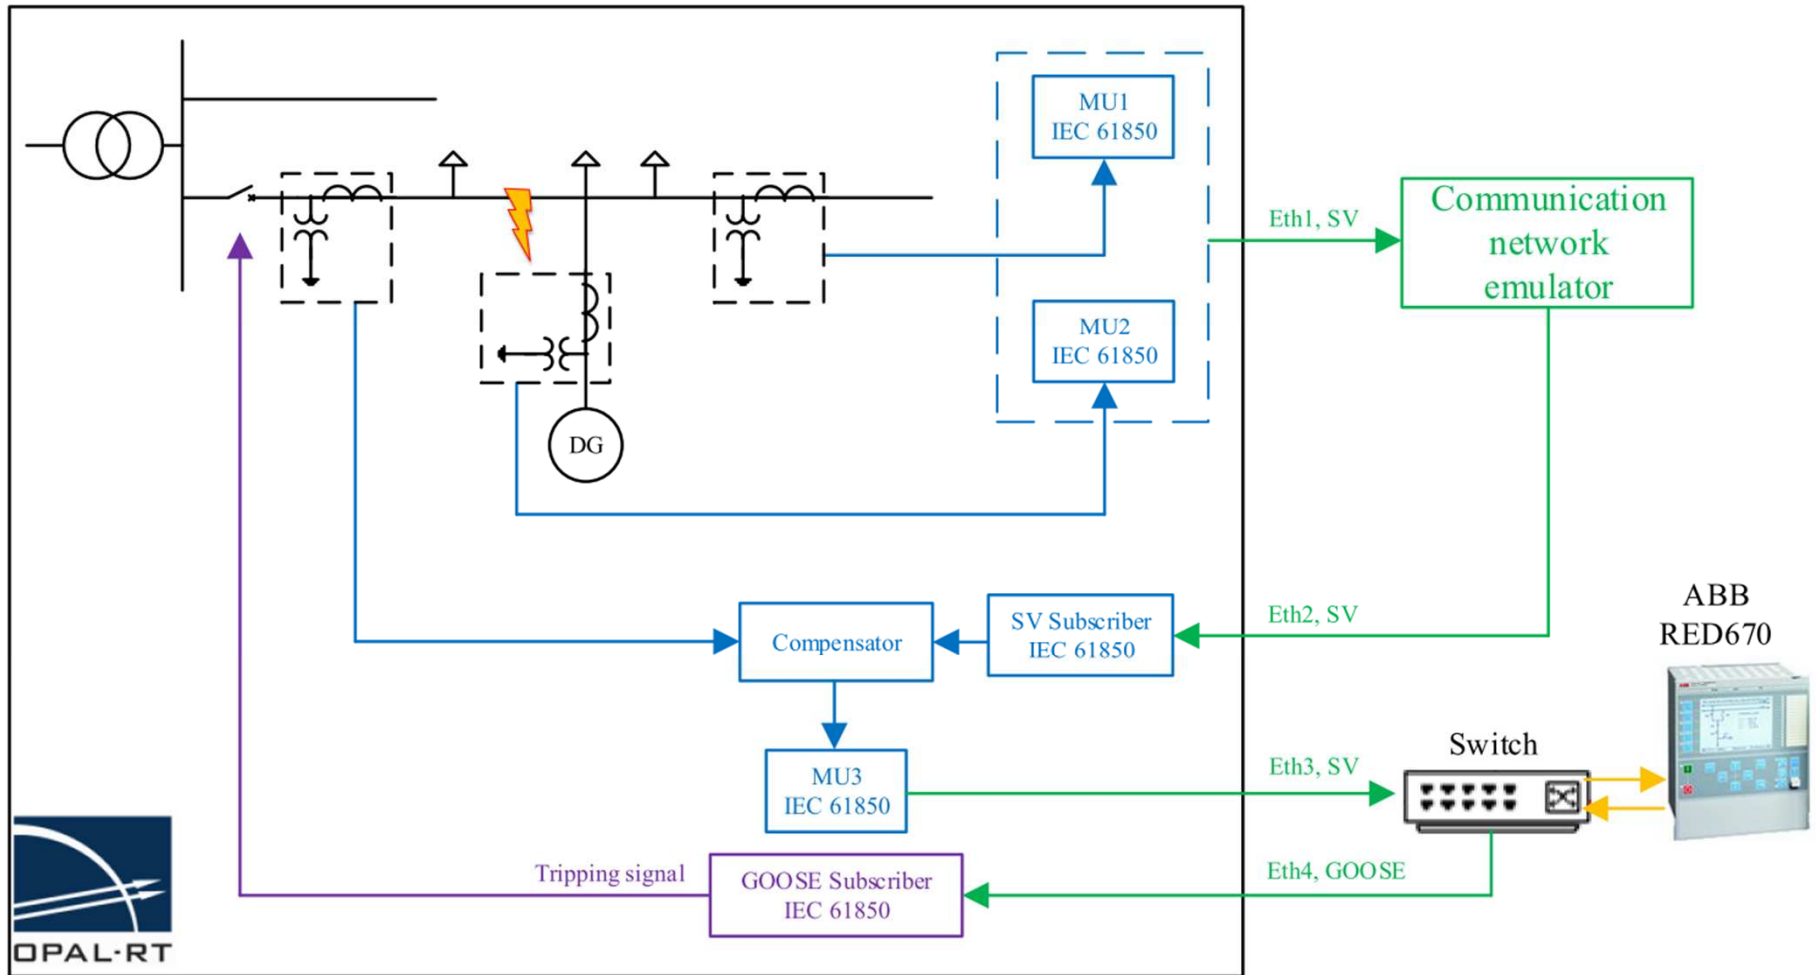 MU1
IEC 61850
Eth1, SV
Communication
network
emulator
MU2
IEC 61850
DG
Compensator
SV Subscriber
IEC 61850
Eth2, SV
ABB
RED670
MU3
IEC 61850
Eth3, SV
Switch
Tripping signal
GOOSE Subscriber
IEC 61850
Eth4, GOOSE
OPAL-RT